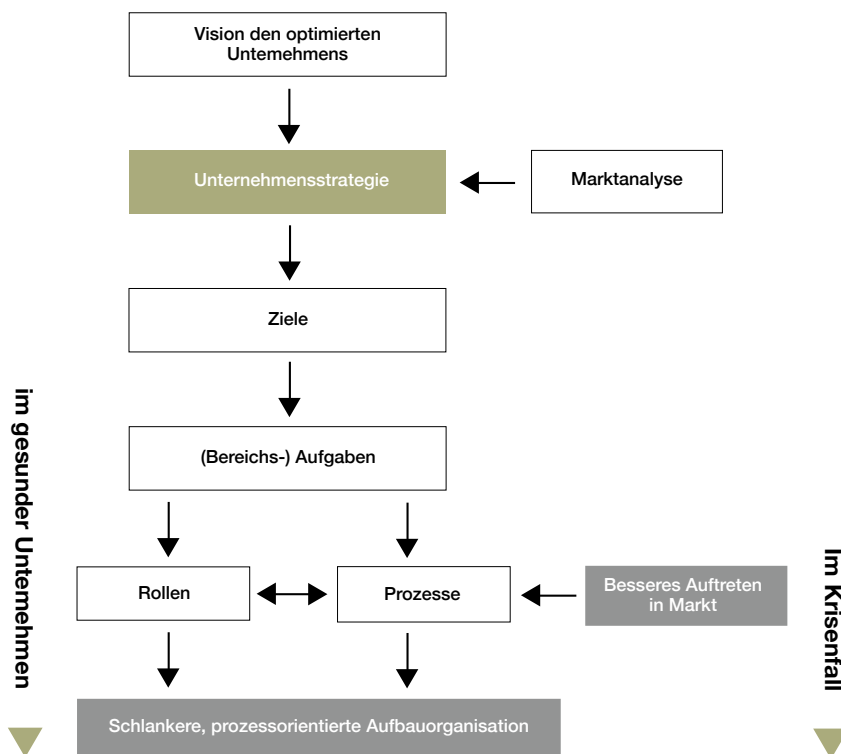 Vision den optimierten
Untemehmens
Unternehmensstrategie
Marktanalyse
Ziele
(Bereichs-) Aufgaben
Rollen
Prozesse
Besseres Auftreten
in Markt
Schlankere, prozessorientierte Aufbauorganisation
im gesunder Untemehmen
Im Krisenfall